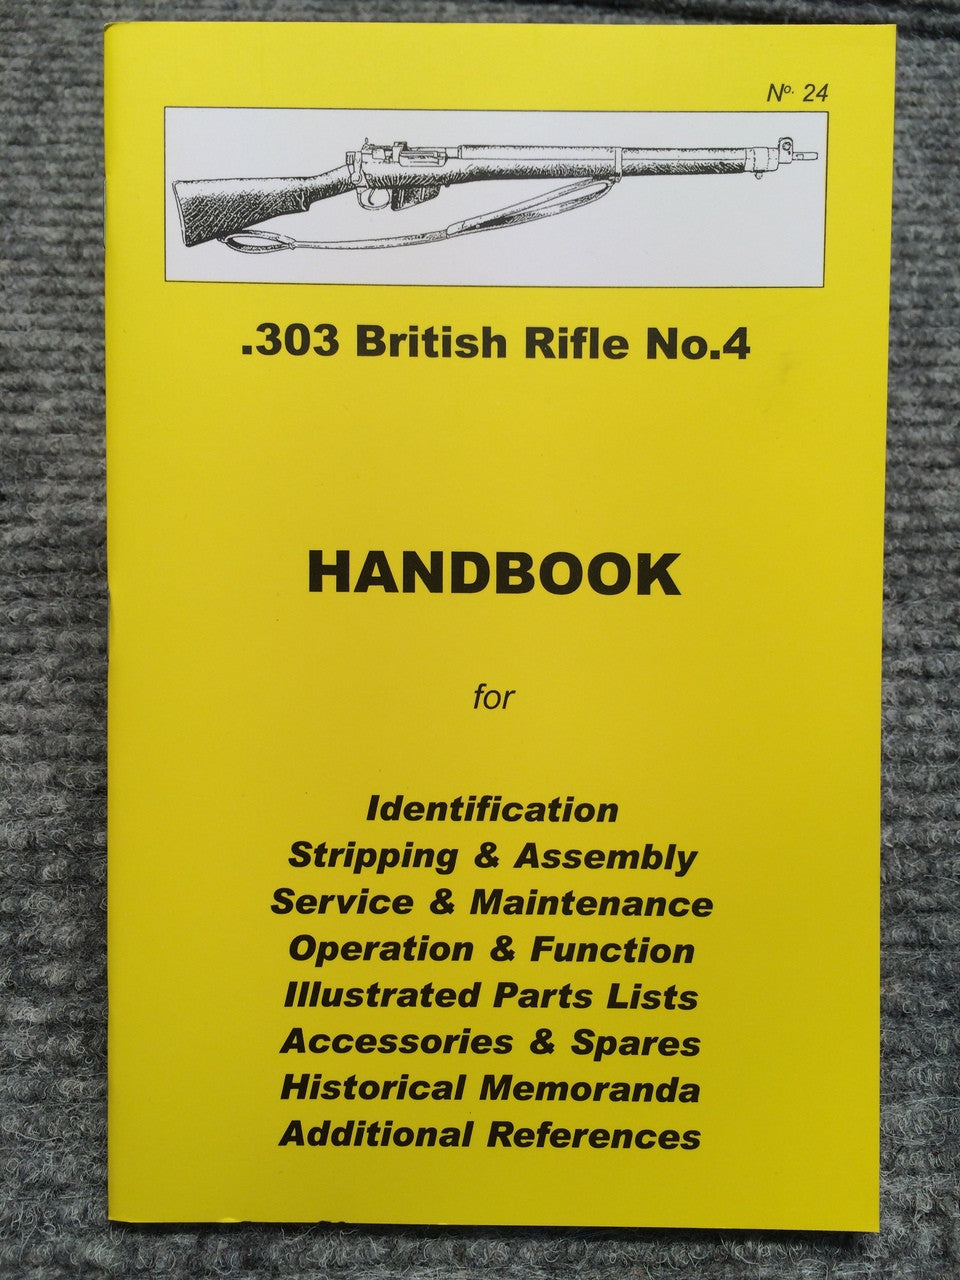 No. 24
.303 British Rifle No.4
HANDBOOK
for
Identification
Stripping & Assembly
Service & Maintenance
Operation & Function
Illustrated Parts Lists
Accessories & Spares
Historical Memoranda
Additional References